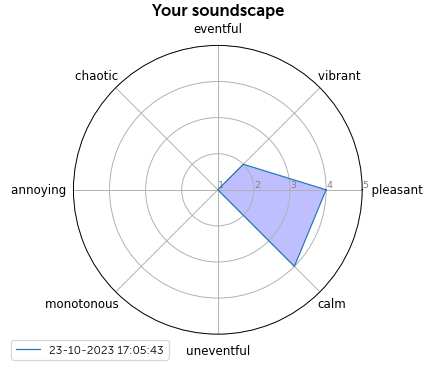 Your soundscape
eventful
chaotic
vibrant
annoying
1 2 3 4 5
pleasant
monotonous
calm
23-10-2023 17:05:43
uneventful